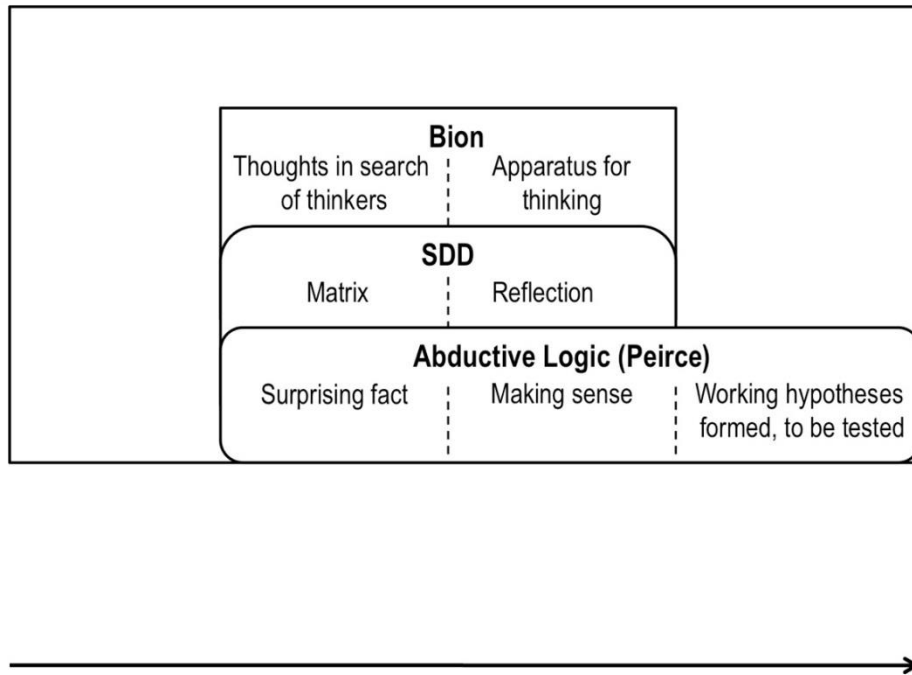 Bion
Thoughts in search
of thinkers
Apparatus for
thinking
SDD
Matrix
Reflection
Abductive Logic (Peirce)
Surprising fact
Making sense
Working hypotheses
formed, to be tested